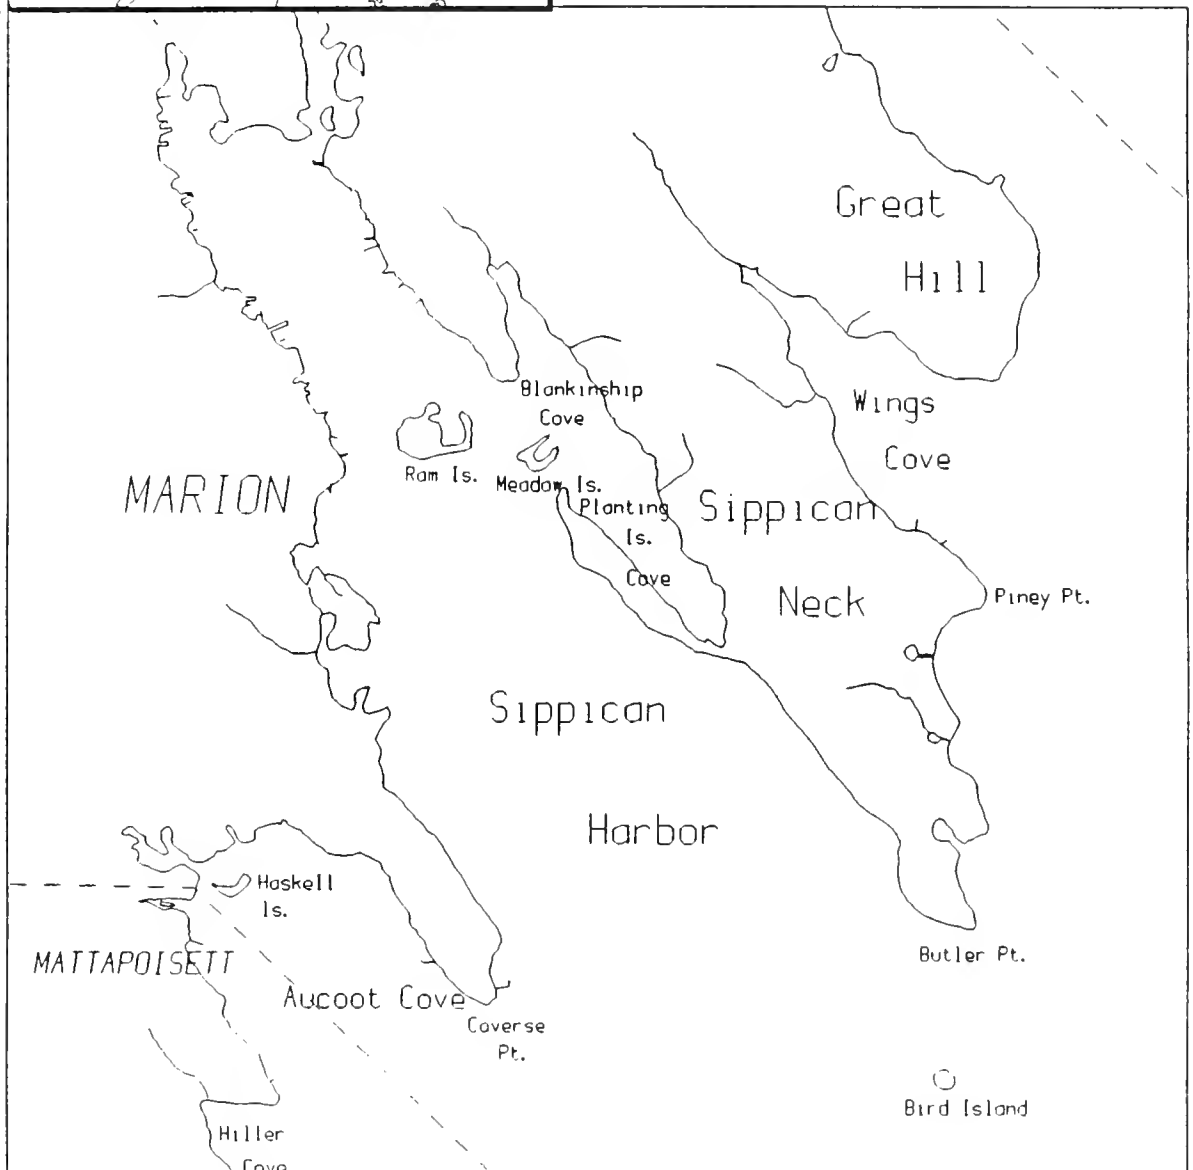 Great
Hill
Blankinship
Cove
Wings
Cove
Ram Is.
Meadow Is.
MARION
Planting
Is.
Cove
Sippican
Neck
Piney Pt.
Sippican
Harbor
Haskell
Is.
Butler Pt.
MATTAPOISETT
Aucoot Cove
Coverse
Pt.
Bird Island
Hiller
Cove